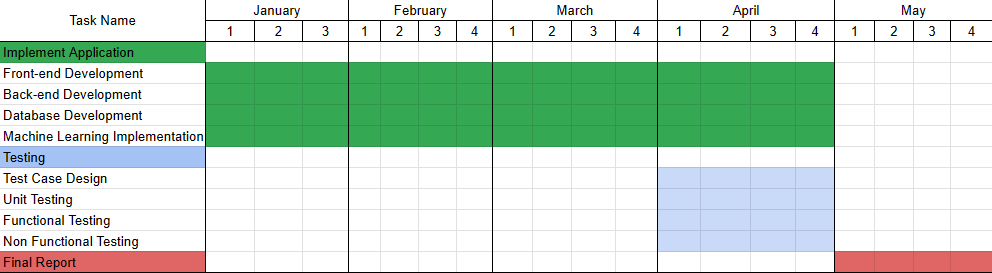 Task Name January February March April May
1 2 3 1 2 3 4 1 2 3 4 1 2 3 4 1 2 3 4
Implement Application
Front-end Development
Back-end Development
Database Development
Machine Learning Implementation
Testing
Test Case Design
Unit Testing
Functional Testing
Non Functional Testing
Final Report